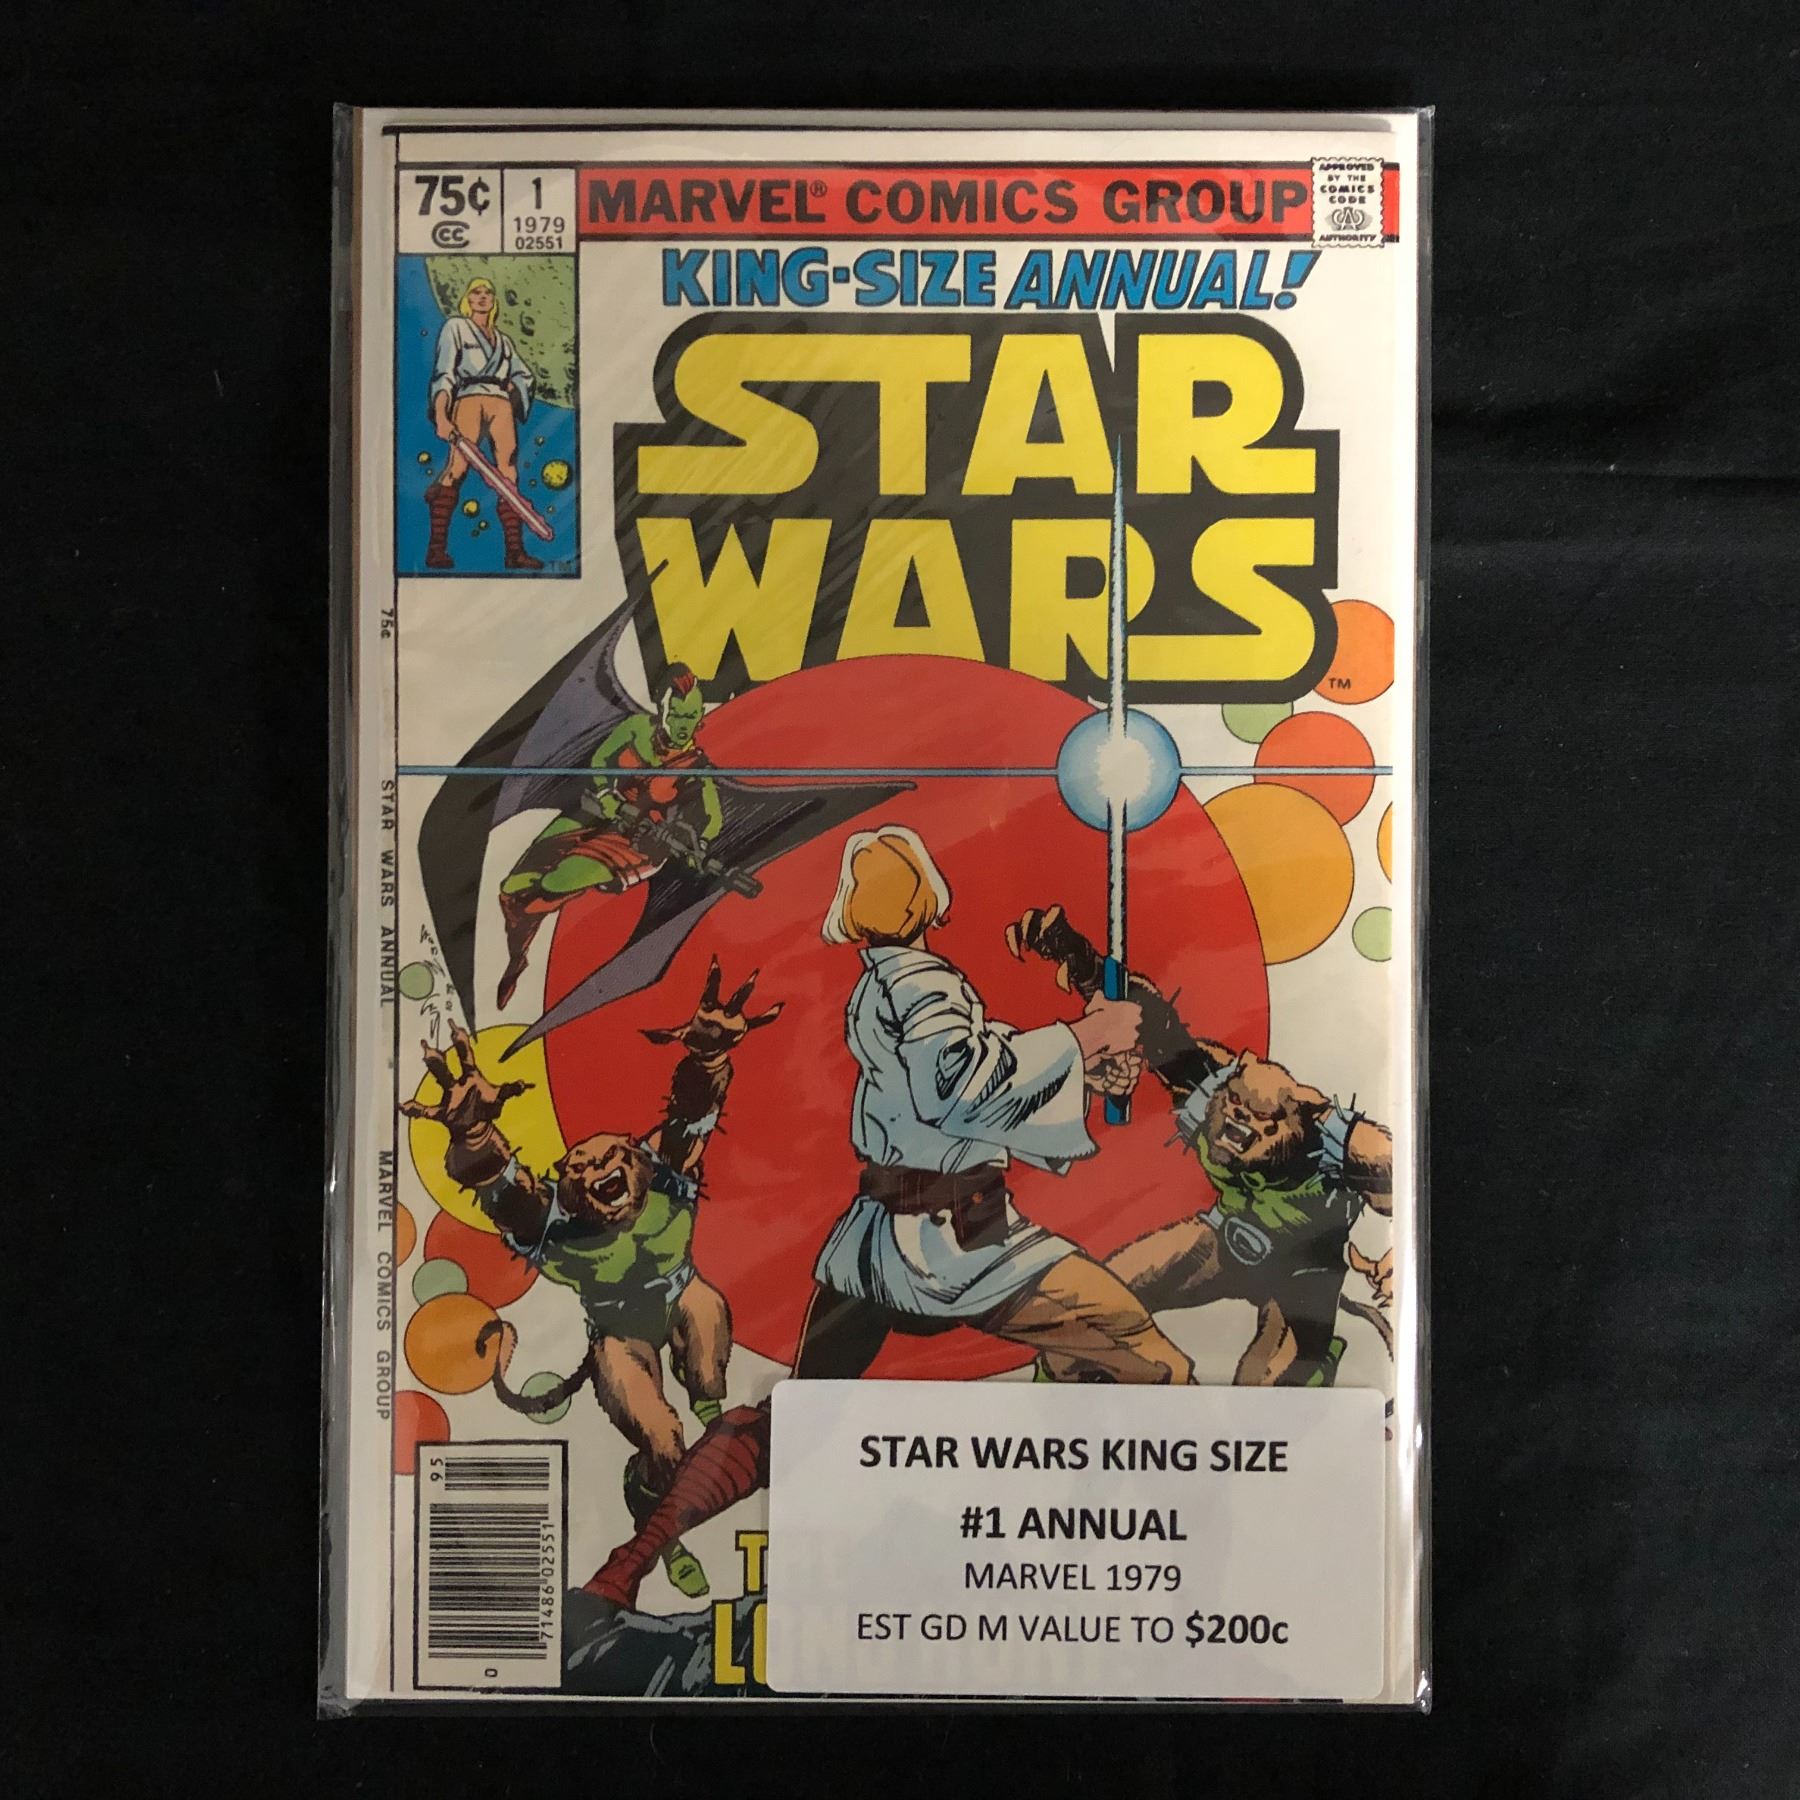 75¢
CC
1
1979
02551
MARVEL® COMICS GROUP
APPROVED
BY THE
COMICS
CODE
AUTHORITY
KING-SIZE ANNUAL!
STAR
WARS
TM
TM
75¢
STAR WARS ANNUAL
MARVEL COMICS GROUP
95
71486 02551
0
STAR WARS KING SIZE
#1 ANNUAL
MARVEL 1979
EST GD M VALUE TO $200c